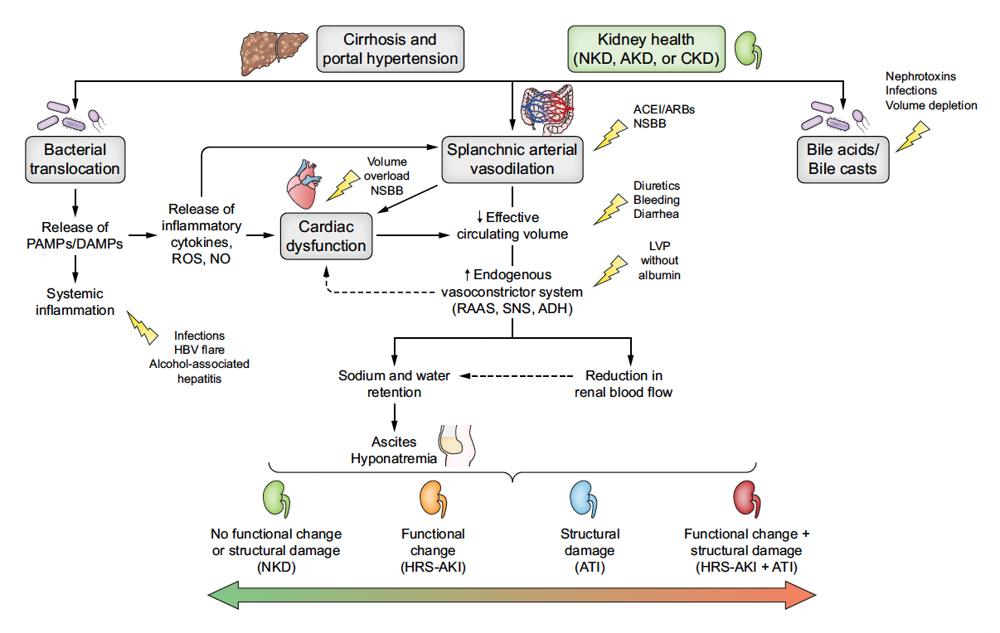 Cirrhosis and
portal hypertension
Kidney health
(NKD, AKD, or CKD)
Nephrotoxins
Infections
Volume depletion
ACEI/ARBs
NSBB
Bacterial
translocation
Splanchnic arterial
vasodilation
Bile acids/
Bile casts
Volume
overload
NSBB
Diuretics
Bleeding
Diarrhea
Release of
PAMPs/DAMPs
Release of
inflammatory
cytokines,
ROS, NO
Cardiac
dysfunction
↓ Effective
circulating volume
LVP
without
albumin
↑ Endogenous
vasoconstrictor system
(RAAS, SNS, ADH)
Systemic
inflammation
Infections
HBV flare
Alcohol-associated
hepatitis
Sodium and water
retention
Reduction in
renal blood flow
Ascites
Hyponatremia
No functional change
or structural damage
(NKD)
Functional
change
(HRS-AKI)
Structural
damage
(ATI)
Functional change +
structural damage
(HRS-AKI + ATI)